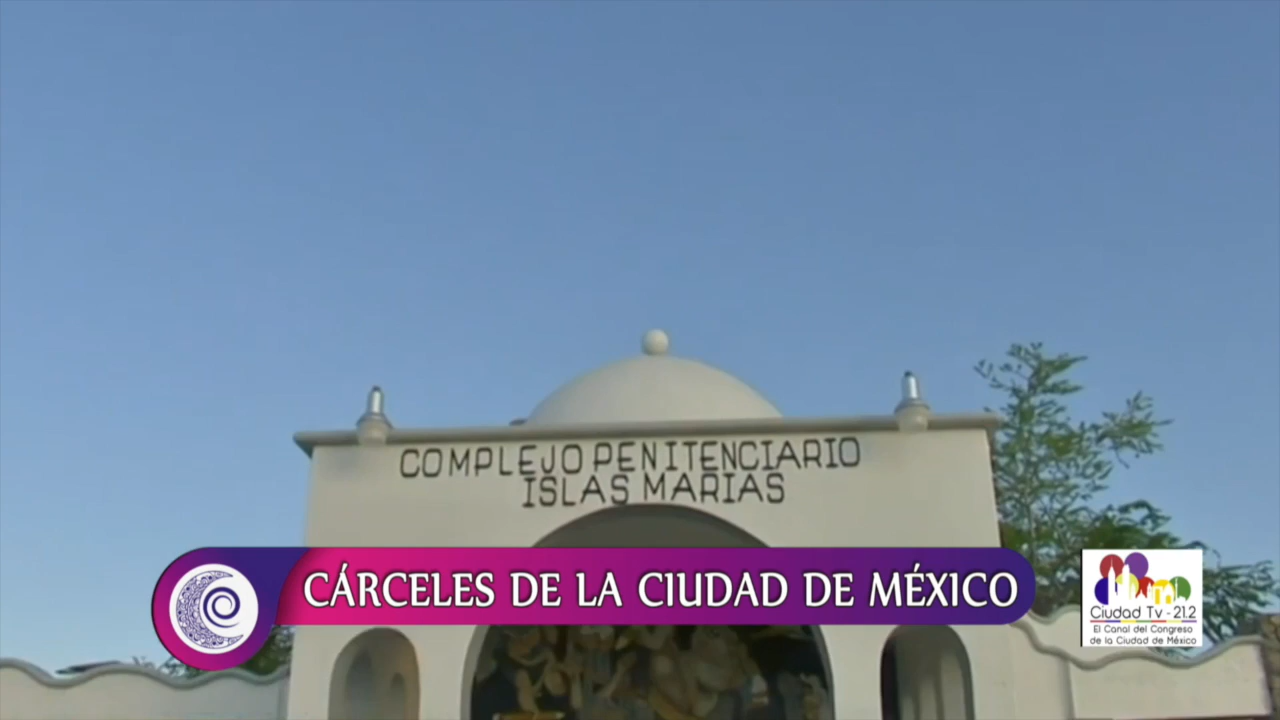 COMPLEJO PENITENCIARIO
ISLAS MARIAS
CÁRCELES DE LA CIUDAD DE MÉXICO
Ciudad Tv - 21.2
El Canal del Congreso
de la Ciudad de México